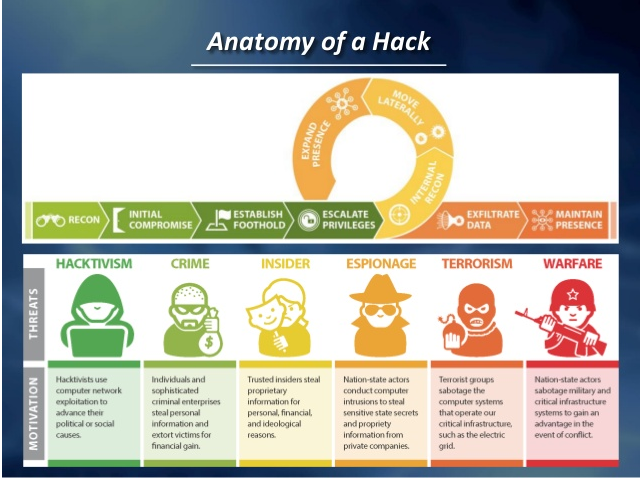 Anatomy of a Hack
EXPAND
PRESENCE
MOVE
LATERALLY
INTERNAL
RECON
RECON
INITIAL
COMPROMISE
ESTABLISH
FOOTHOLD
ESCALATE
PRIVILEGES
EXFILTRATE
DATA
MAINTAIN
PRESENCE
THREATS
HACKTIVISM
CRIME
INSIDER
ESPIONAGE
TERRORISM
WARFARE
MOTIVATION
Hacktivists use
computer network
exploitation to
advance their
political or social
causes.
Individuals and
sophisticated
criminal enterprises
steal personal
information and
extort victims for
financial gain.
Trusted insiders steal
proprietary
information for
personal, financial,
and ideological
reasons.
Nation-state actors
conduct computer
intrusions to steal
sensitive state secrets
and propriety
information from
private companies.
Terrorist groups
sabotage the
computer systems
that operate our
critical infrastructure,
such as the electric
grid.
Nation-state actors
sabotage military and
critical infrastructure
systems to gain an
advantage in the
event of conflict.